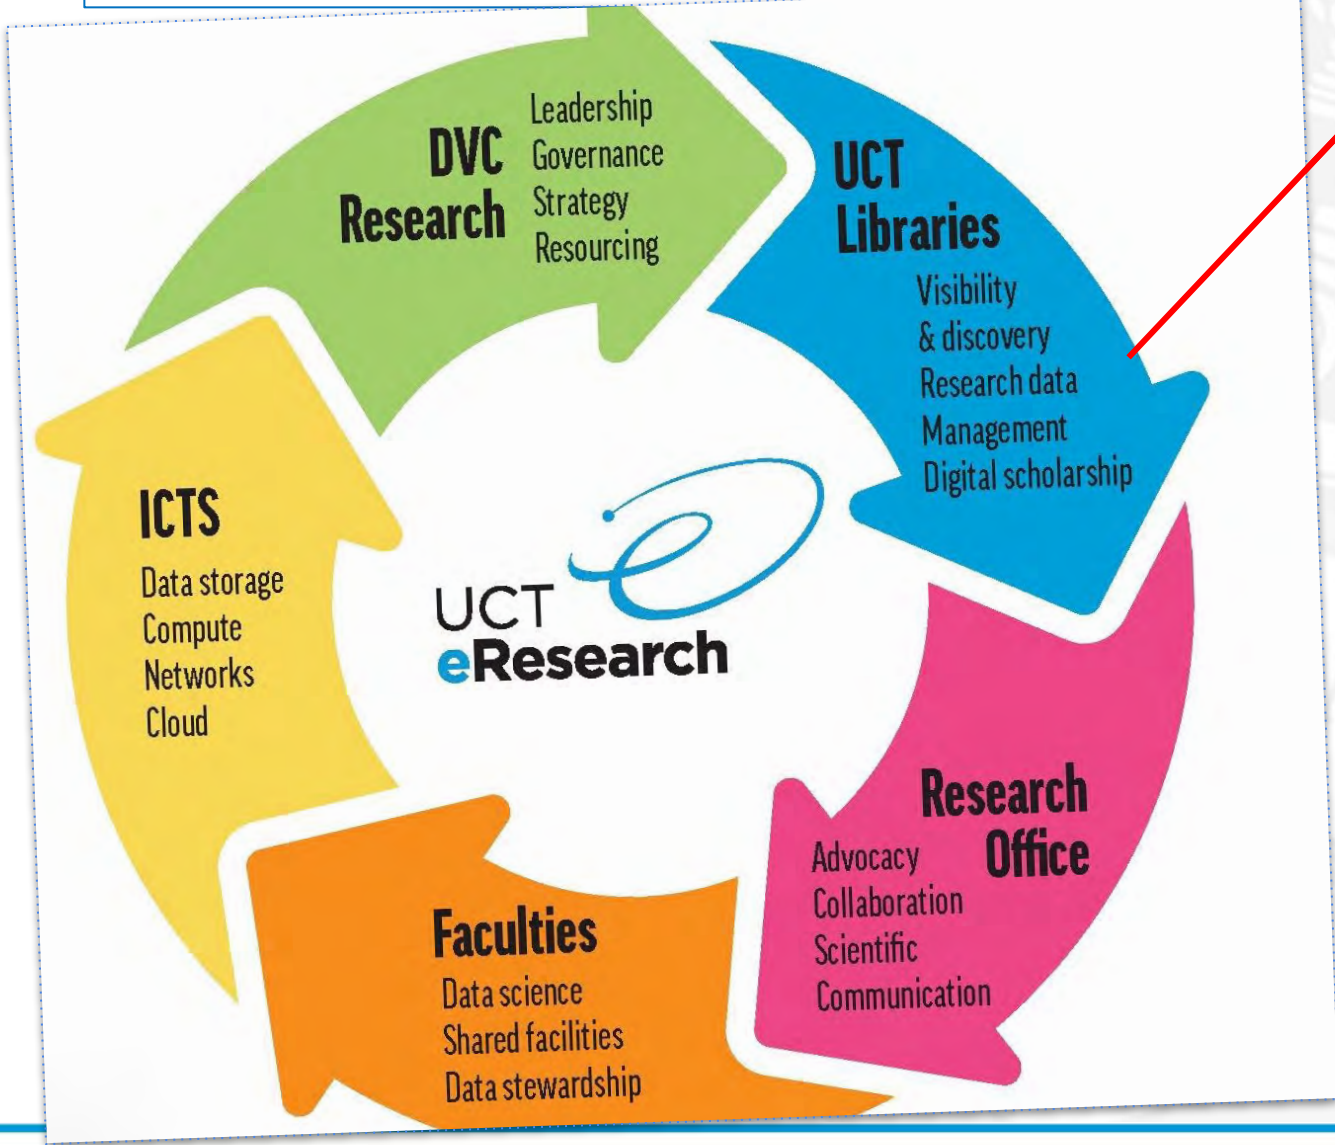 DVC
Research
Leadership
Governance
Strategy
Resourcing
UCT
Libraries
Visibility
& discovery
Research data
Management
Digital scholarship
Research
Office
Advocacy
Collaboration
Scientific
Communication
Faculties
Data science
Shared facilities
Data stewardship
ICTS
Data storage
Compute
Networks
Cloud
UCT
eResearch